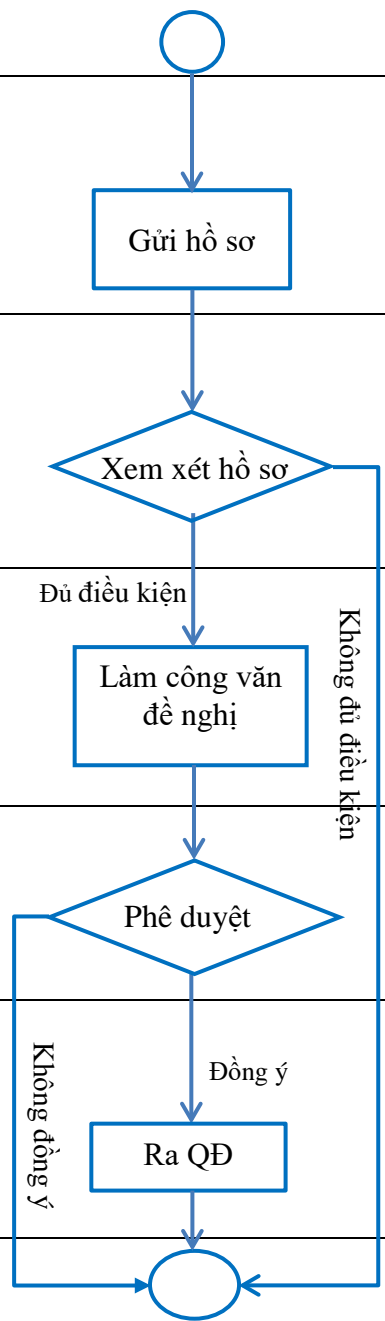 Gửi hồ sơ
Xem xét hồ sơ
Đủ điều kiện
Không đủ điều kiện
Làm công văn
đề nghị
Phê duyệt
Không đồng ý
Đồng ý
Ra QĐ